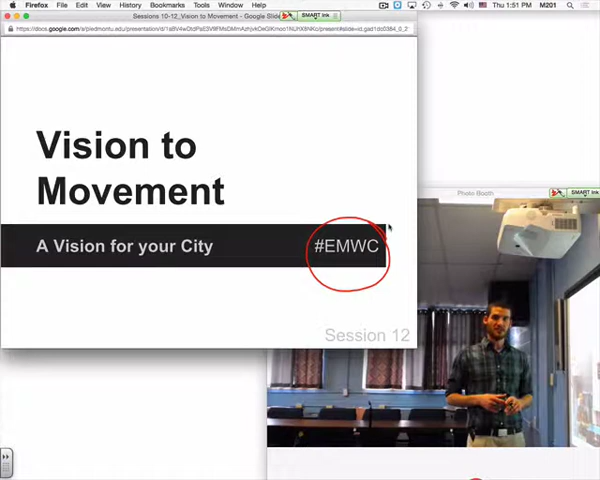 Firefox File Edit View History Bookmarks Tools Window Help Thu 1:51 PM M201
Sessions 10-12_Vision to Movement - Google Slid
SMART Ink
Vision to
Movement
A Vision for your City #EMWC
Session 12
Photo Booth
SMART Ink